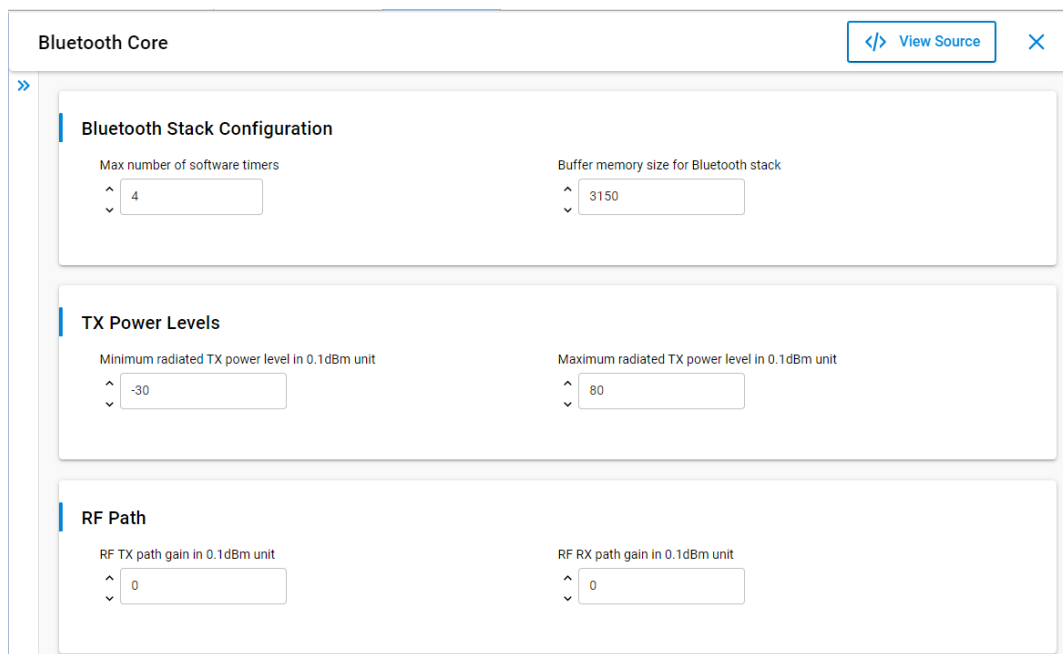 Bluetooth Core
</> View Source
Bluetooth Stack Configuration
Max number of software timers
4
Buffer memory size for Bluetooth stack
3150
TX Power Levels
Minimum radiated TX power level in 0.1dBm unit
-30
Maximum radiated TX power level in 0.1dBm unit
80
RF Path
RF TX path gain in 0.1dBm unit
0
RF RX path gain in 0.1dBm unit
0